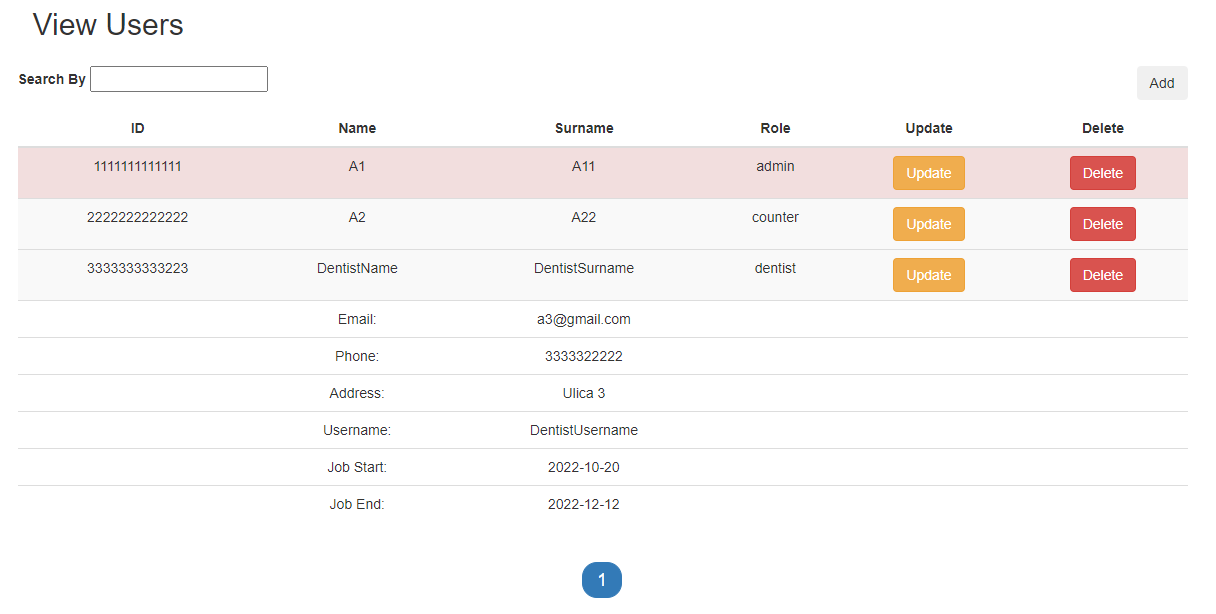 View Users
Search By
Add
ID Name Surname Role Update Delete
1111111111111 A1 A11 admin Update Delete
2222222222222 A2 A22 counter Update Delete
3333333333223 DentistName DentistSurname dentist Update Delete
Email: a3@gmail.com
Phone: 3333322222
Address: Ulica 3
Username: DentistUsername
Job Start: 2022-10-20
Job End: 2022-12-12
1